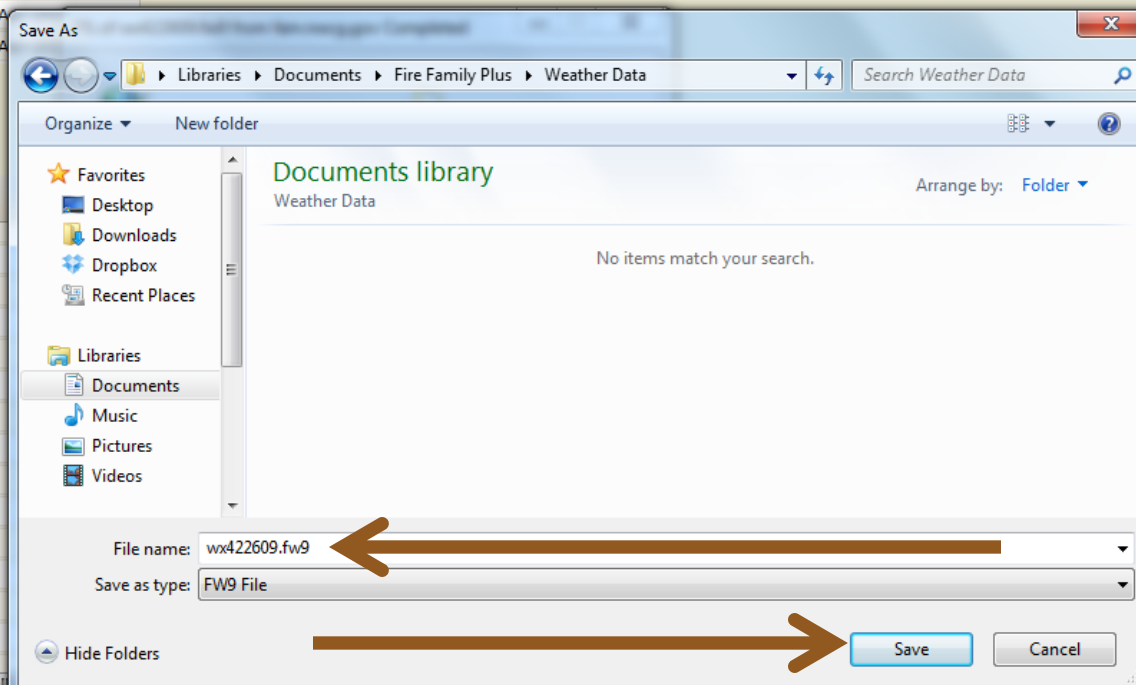 Save As
Libraries Documents Fire Family Plus Weather Data
Search Weather Data
Organize New folder
Favorites
Desktop
Downloads
Dropbox
Recent Places
Libraries
Documents
Music
Pictures
Videos
Documents library
Weather Data
Arrange by: Folder
No items match your search.
File name: wx422609.fw9
Save as type: FW9 File
Hide Folders
Save
Cancel